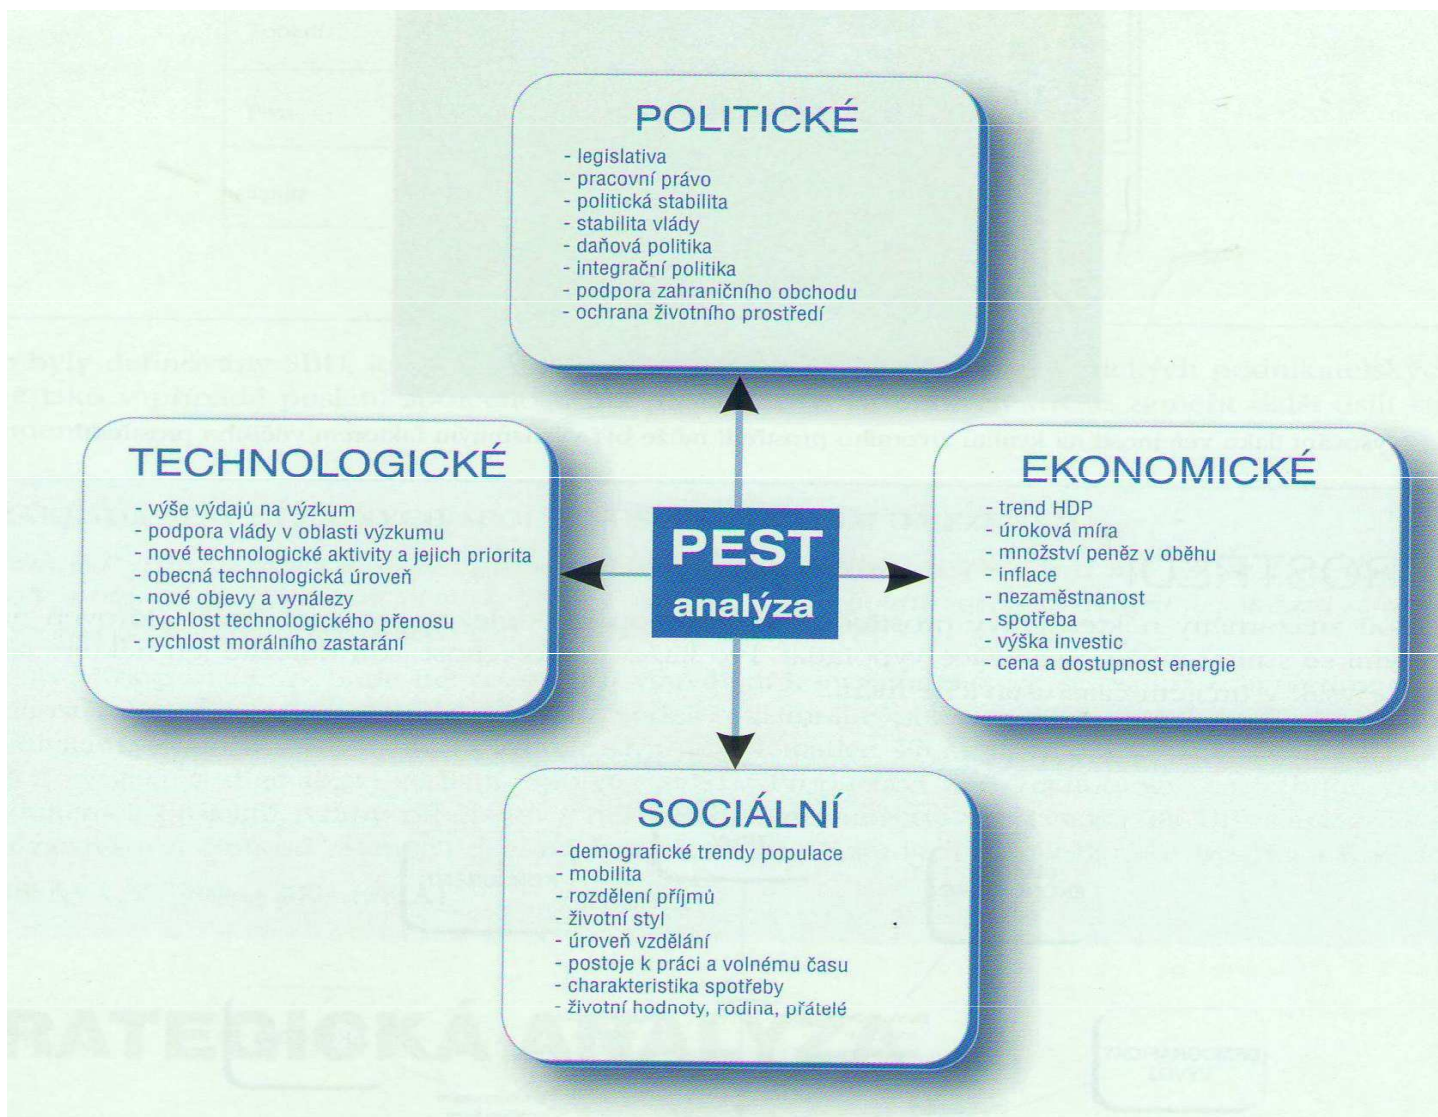 POLITICKÉ
- legislativa
- pracovní právo
- politická stabilita
- stabilita vlády
- daňová politika
- integrační politika
- podpora zahraničního obchodu
- ochrana životního prostředí
TECHNOLOGICKÉ
- výše výdajů na výzkum
- podpora vlády v oblasti výzkumu
- nové technologické aktivity a jejich priorita
- obecná technologická úroveň
- nové objevy a vynálezy
- rychlost technologického přenosu
- rychlost morálního zastarání
PEST
analýza
EKONOMICKÉ
- trend HDP
- úroková míra
- množství peněz v oběhu
- inflace
- nezaměstnanost
- spotřeba
- výška investic
- cena a dostupnost energie
SOCIÁLNÍ
- demografické trendy populace
- mobilita
- rozdělení příjmů
- životní styl
- úroveň vzdělání
- postoje k práci a volnému času
- charakteristika spotřeby
- životní hodnoty, rodina, přátelé